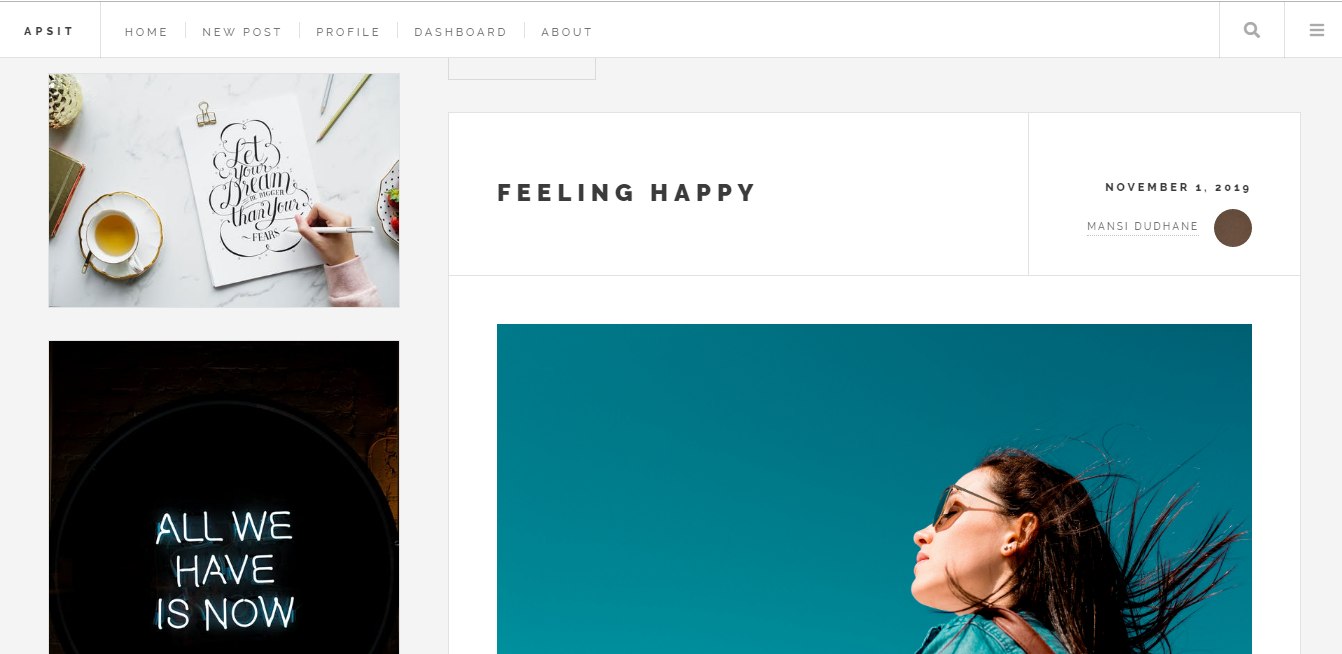 APSIT
HOME
NEW POST
PROFILE
DASHBOARD
ABOUT
Let
Your
Dream
BE BIGGER
than Your
FEARS
ALL WE
HAVE
IS NOW
FEELING HAPPY
NOVEMBER 1, 2019
MANSI DUDHANE